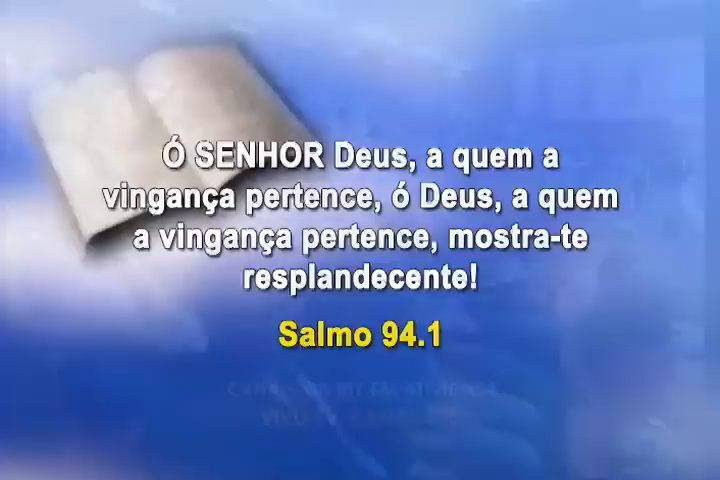 Ó SENHOR Deus, a quem a
vingança pertence, ó Deus, a quem
a vingança pertence, mostra-te
resplandecente!
Salmo 94.1